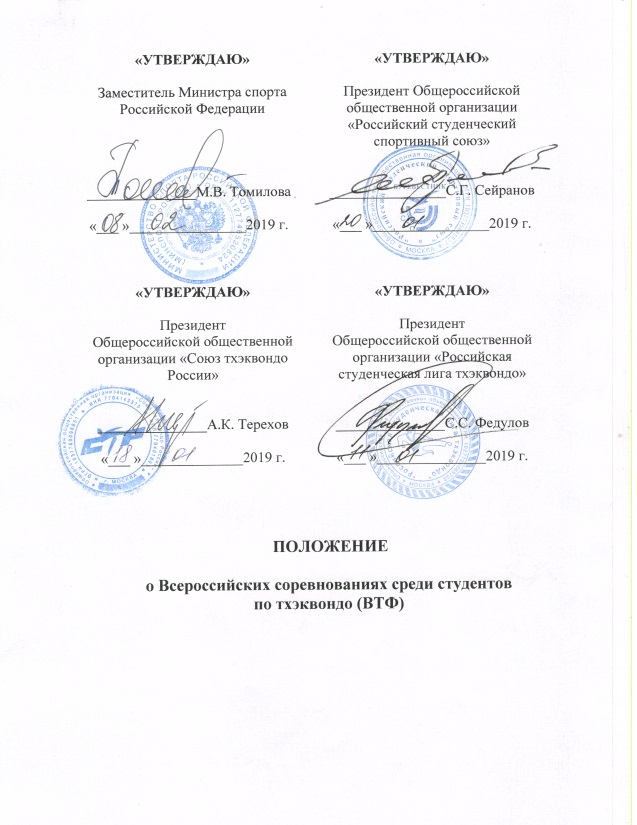 «УТВЕРЖДАЮ»
Заместитель Министра спорта
Российской Федерации
М.В. Томилова
«08» 02 2019 г.
«УТВЕРЖДАЮ»
Президент Общероссийской
общественной организации
«Российский студенческий
спортивный союз»
С.Г. Сейранов
«20» 01 2019 г.
«УТВЕРЖДАЮ»
Президент
Общероссийской общественной
организации «Союз тхэквондо
России»
А.К. Терехов
«18» 01 2019 г.
«УТВЕРЖДАЮ»
Президент
Общероссийской общественной
организации «Российская
студенческая лига тхэквондо»
С.С. Федулов
«11» 01 2019 г.
ПОЛОЖЕНИЕ
о Всероссийских соревнованиях среди студентов
по тхэквондо (ВТФ)